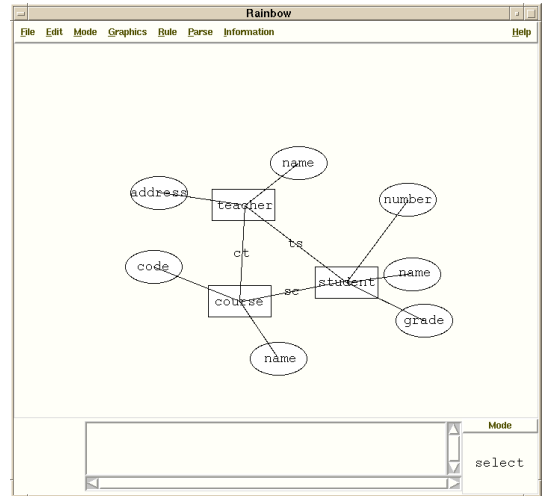 Rainbow
File Edit Mode Graphics Rule Parse Information Help
name
address
teacher
number
ct
ts
code
name
student
sc
course
grade
name
Mode
select